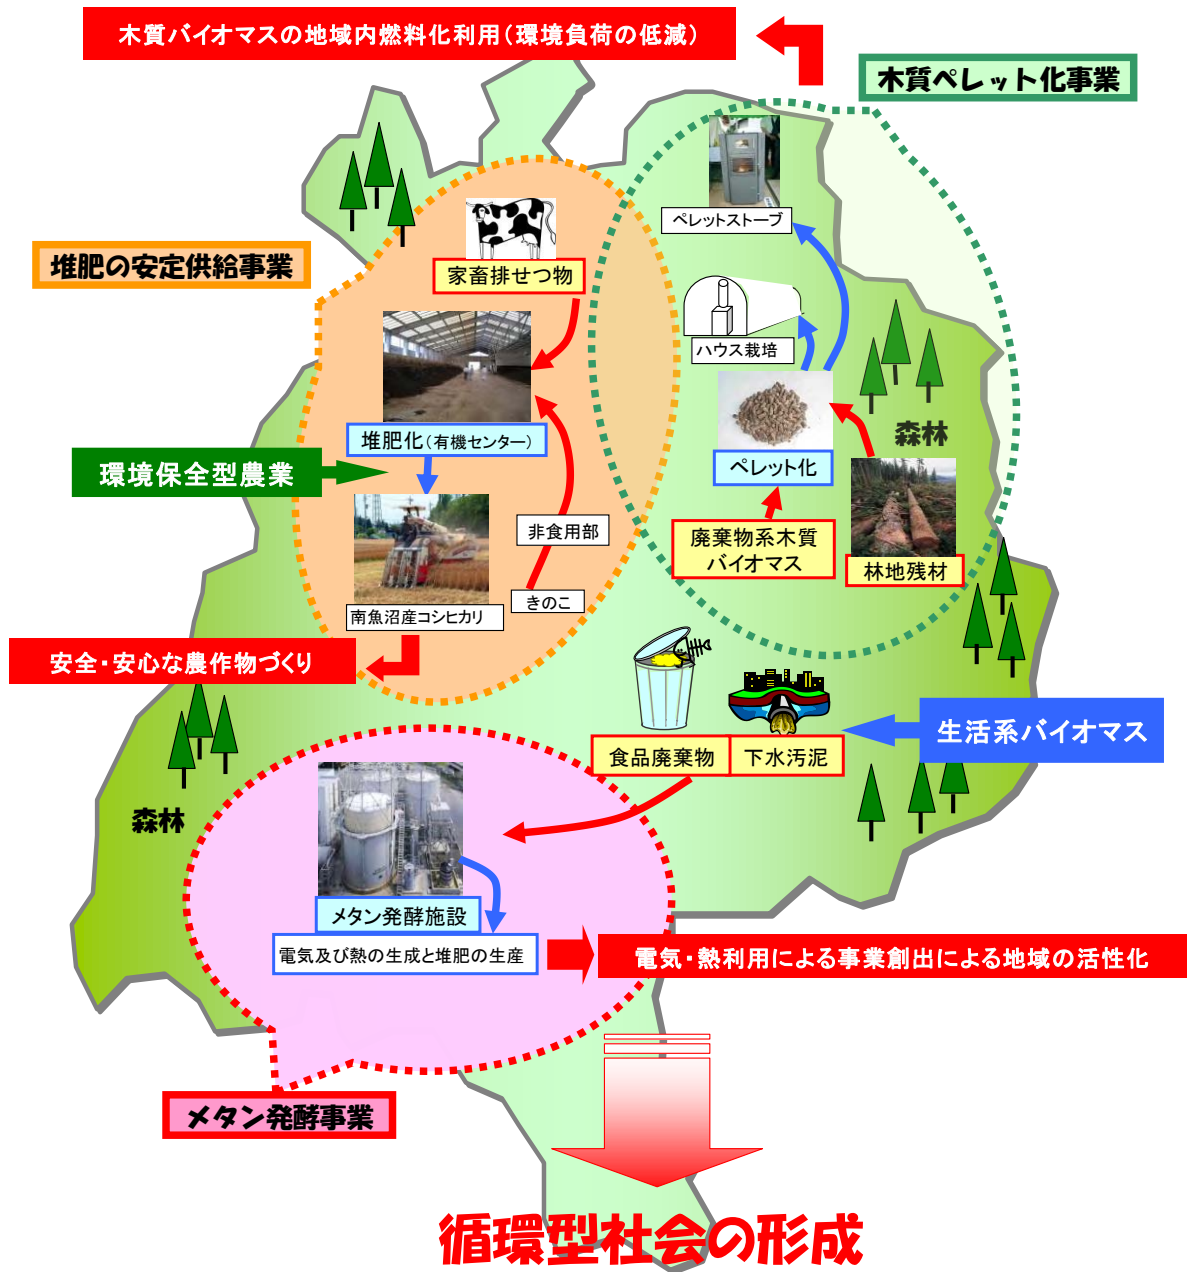 木質バイオマスの地域内燃料化利用（環境負荷の低減）
木質ペレット化事業
ペレットストーブ
堆肥の安定供給事業
家畜排せつ物
ハウス栽培
森林
堆肥化（有機センター）
ペレット化
環境保全型農業
非食用部
廃棄物系木質
バイオマス
林地残材
きのこ
南魚沼産コシヒカリ
安全・安心な農作物づくり
生活系バイオマス
食品廃棄物
下水汚泥
森林
メタン発酵施設
電気及び熱の生成と堆肥の生産
電気・熱利用による事業創出による地域の活性化
メタン発酵事業
循環型社会の形成